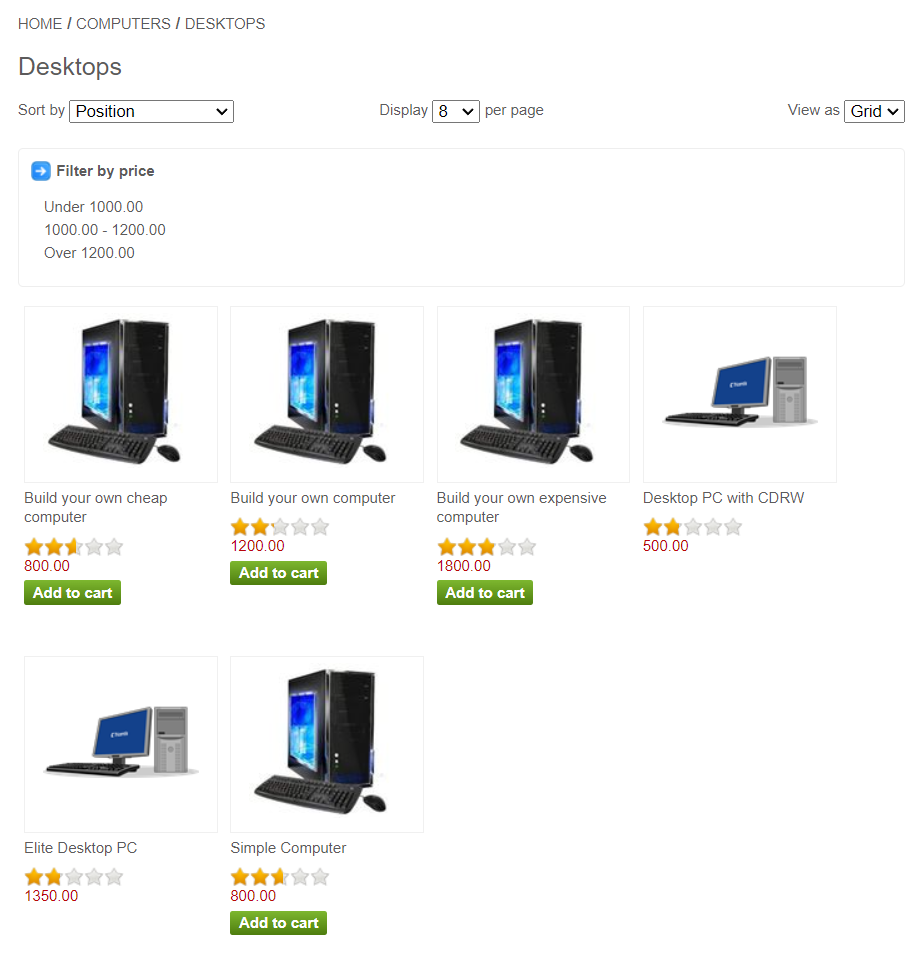 HOME / COMPUTERS / DESKTOPS
Desktops
Sort by Position
Display 8 per page
View as Grid
Filter by price
Under 1000.00
1000.00 - 1200.00
Over 1200.00
Build your own cheap
computer
800.00
Add to cart
Build your own computer
1200.00
Add to cart
Build your own expensive
computer
1800.00
Add to cart
Desktop PC with CDRW
500.00
Elite Desktop PC
1350.00
Simple Computer
800.00
Add to cart